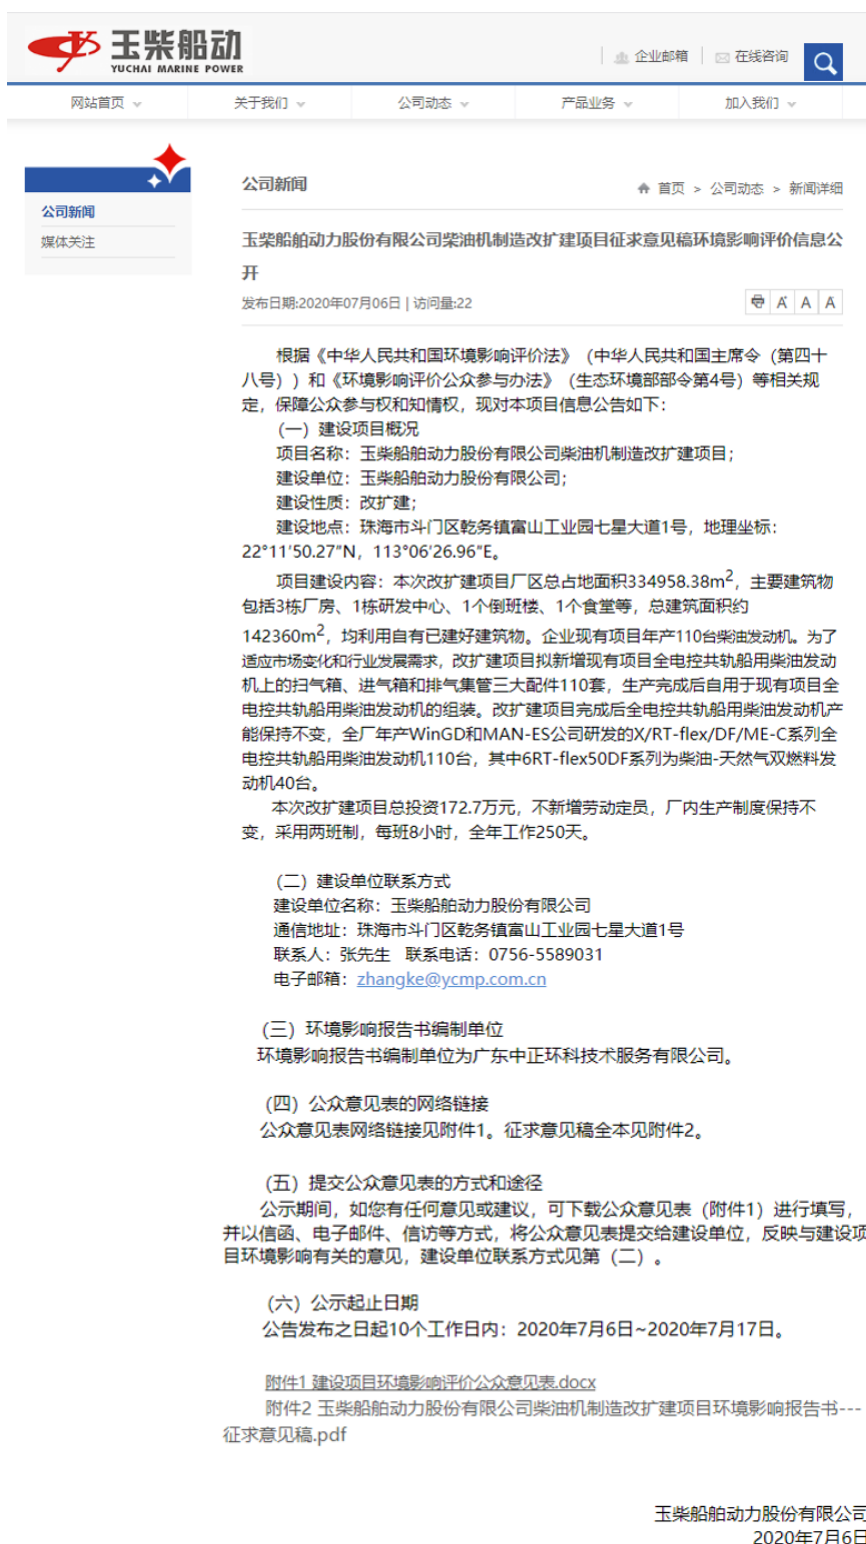 玉柴船动
YUCHAI MARINE POWER
企业邮箱
在线咨询
网站首页
关于我们
公司动态
产品业务
加入我们
公司新闻
媒体关注
公司新闻
首页 > 公司动态 > 新闻详细
玉柴船舶动力股份有限公司柴油机制造改扩建项目征求意见稿环境影响评价信息公
开
发布日期:2020年07月06日 | 访问量:22
A A A
根据《中华人民共和国环境影响评价法》（中华人民共和国主席令（第四十
八号））和《环境影响评价公众参与办法》（生态环境部部令第4号）等相关规
定，保障公众参与权和知情权，现对本项目信息公告如下：
（一）建设项目概况
项目名称：玉柴船舶动力股份有限公司柴油机制造改扩建项目；
建设单位：玉柴船舶动力股份有限公司；
建设性质：改扩建；
建设地点：珠海市斗门区乾务镇富山工业园七星大道1号，地理坐标：
22°11′50.27″N，113°06′26.96″E。
项目建设内容：本次改扩建项目厂区总占地面积334958.38m²，主要建筑物
包括3栋厂房、1栋研发中心、1个倒班楼、1个食堂等，总建筑面积约
142360m²，均利用自有已建好建筑物。企业现有项目年产110台柴油发动机。为了
适应市场变化和行业发展需求，改扩建项目拟新增现有项目全电控共轨船用柴油发动
机上的扫气箱、进气箱和排气集管三大配件110套，生产完成后自用于现有项目全
电控共轨船用柴油发动机的组装。改扩建项目完成后全电控共轨船用柴油发动机产
能保持不变，全厂年产WinGD和MAN-ES公司研发的X/RT-flex/DF/ME-C系列全
电控共轨船用柴油发动机110台，其中6RT-flex50DF系列为柴油-天然气双燃料发
动机40台。
本次改扩建项目总投资172.7万元，不新增劳动定员，厂内生产制度保持不
变，采用两班制，每班8小时，全年工作250天。
（二）建设单位联系方式
建设单位名称：玉柴船舶动力股份有限公司
通信地址：珠海市斗门区乾务镇富山工业园七星大道1号
联系人：张先生 联系电话：0756-5589031
电子邮箱：zhangke@ycmp.com.cn
（三）环境影响报告书编制单位
环境影响报告书编制单位为广东中正环科技术服务有限公司。
（四）公众意见表的网络链接
公众意见表网络链接见附件1。征求意见稿全本见附件2。
（五）提交公众意见表的方式和途径
公示期间，如您有任何意见或建议，可下载公众意见表（附件1）进行填写，
并以信函、电子邮件、信访等方式，将公众意见表提交给建设单位，反映与建设项
目环境影响有关的意见，建设单位联系方式见第（二）。
（六）公示起止日期
公告发布之日起10个工作日内：2020年7月6日~2020年7月17日。
附件1 建设项目环境影响评价公众意见表.docx
附件2 玉柴船舶动力股份有限公司柴油机制造改扩建项目环境影响报告书---
征求意见稿.pdf
玉柴船舶动力股份有限公司
2020年7月6日